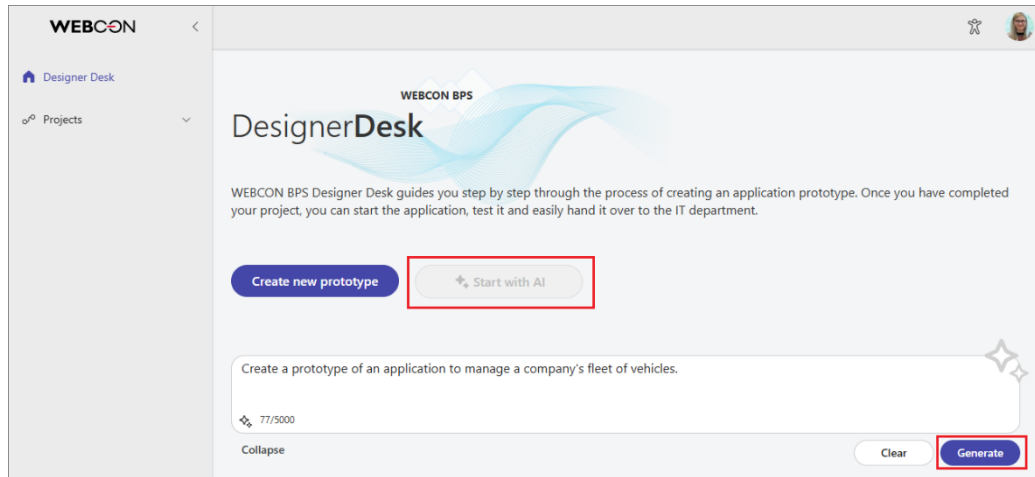 WEBCON
Designer Desk
Projects
WEBCON BPS
DesignerDesk
WEBCON BPS Designer Desk guides you step by step through the process of creating an application prototype. Once you have completed
your project, you can start the application, test it and easily hand it over to the IT department.
Create new prototype
Start with AI
Create a prototype of an application to manage a company's fleet of vehicles.
77/5000
Collapse
Clear
Generate